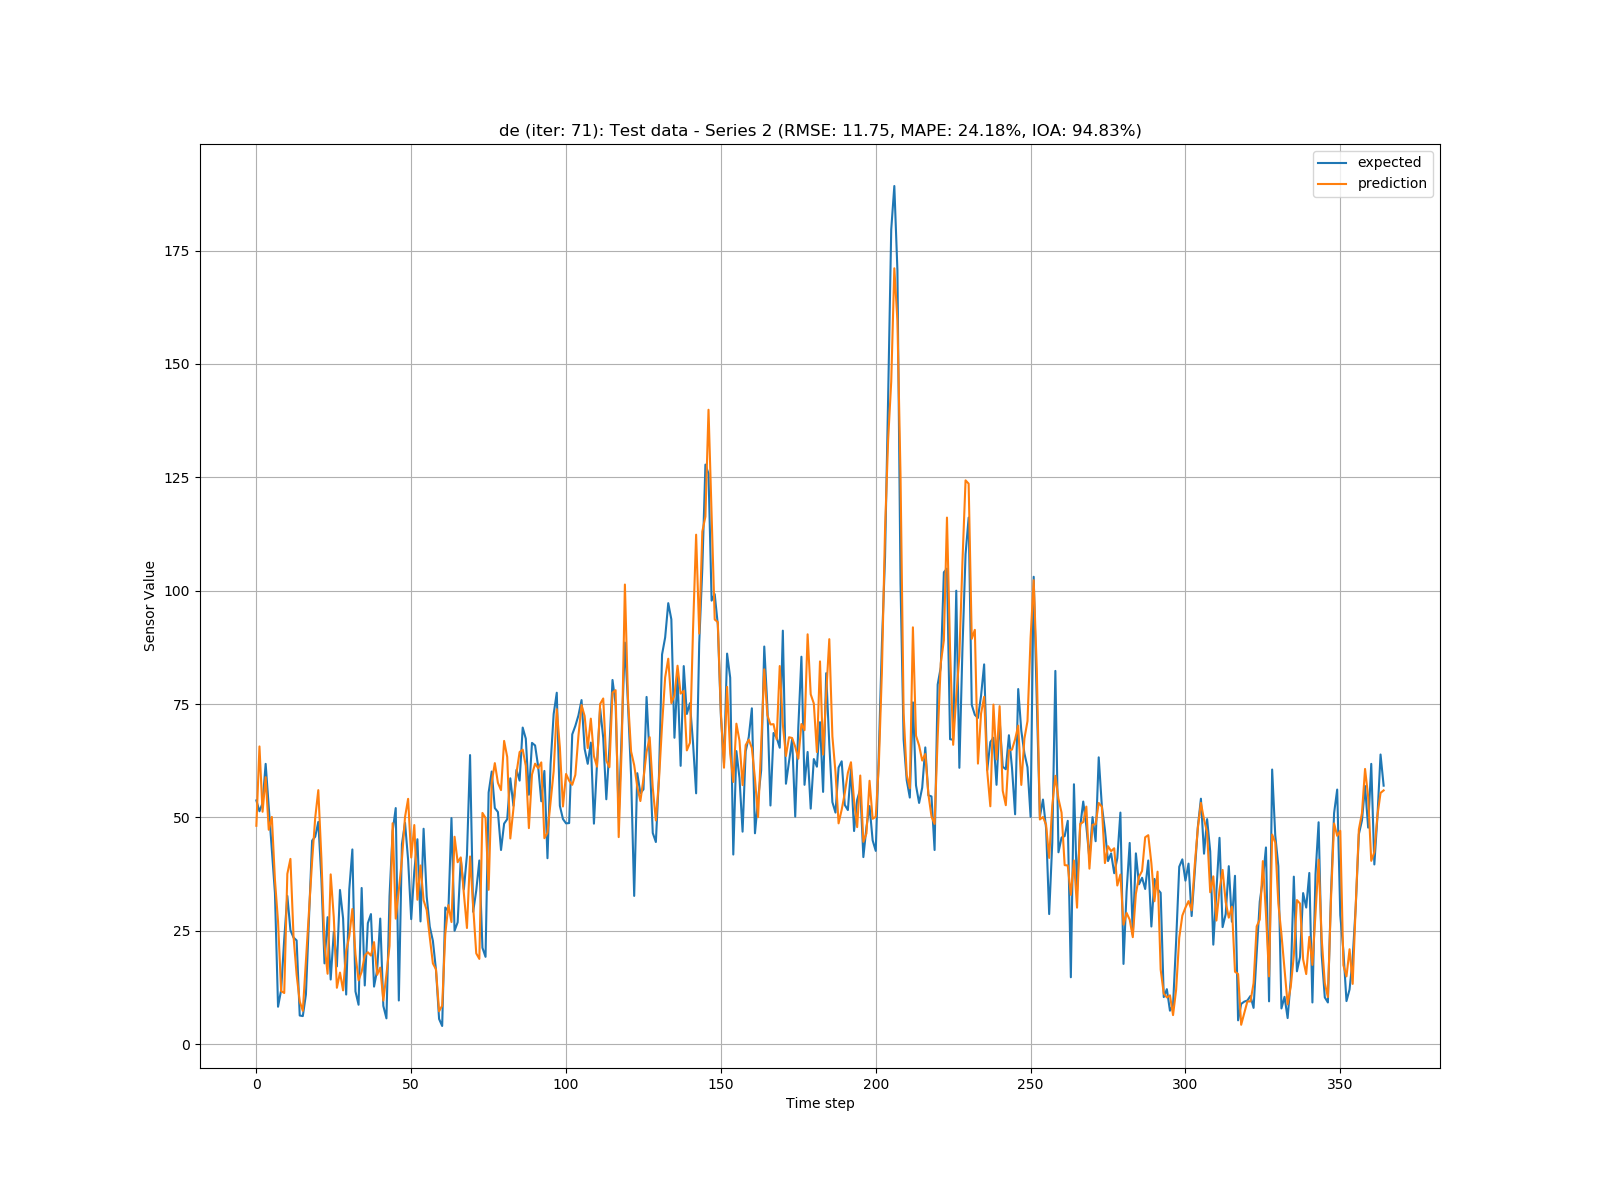 de (iter: 71): Test data - Series 2 (RMSE: 11.75, MAPE: 24.18%, IOA: 94.83%)
expected
prediction
175
150
125
100
75
50
25
0
Sensor Value
0 50 100 150 200 250 300 350
Time step